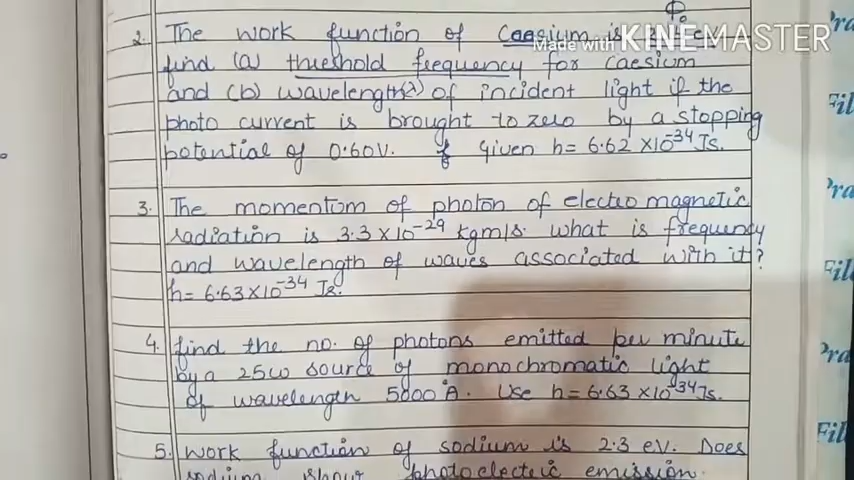 Φ₀
2. The work function of Caesium is
find (a) threshold frequency for caesium
and (b) wavelength(λ) of incident light if the
photo current is brought to zero by a stopping
potential of 0.60V. Given h= 6.62 ×10⁻³⁴ Js.
3. The momentum of photon of electro magnetic
radiation is 3.3×10⁻²⁹ kgm/s. what is frequency
and wavelength of waves associated with it?
h= 6.63×10⁻³⁴ Js.
4. find the no. of photons emitted per minute
by a 25w source of monochromatic light
of wavelength 5000 Å. Use h= 6.63 ×10⁻³⁴Js.
5. Work function of sodium is 2.3 eV. Does
sodium show photoelectric emission
Made with KINEMASTER